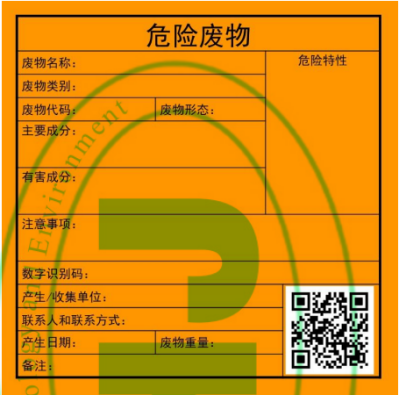 危险废物
废物名称：
危险特性
废物类别：
废物代码：
废物形态：
主要成分：
有害成分：
注意事项：
数字识别码：
产生/收集单位：
联系人和联系方式：
产生日期：
废物重量：
备注：
and Environment